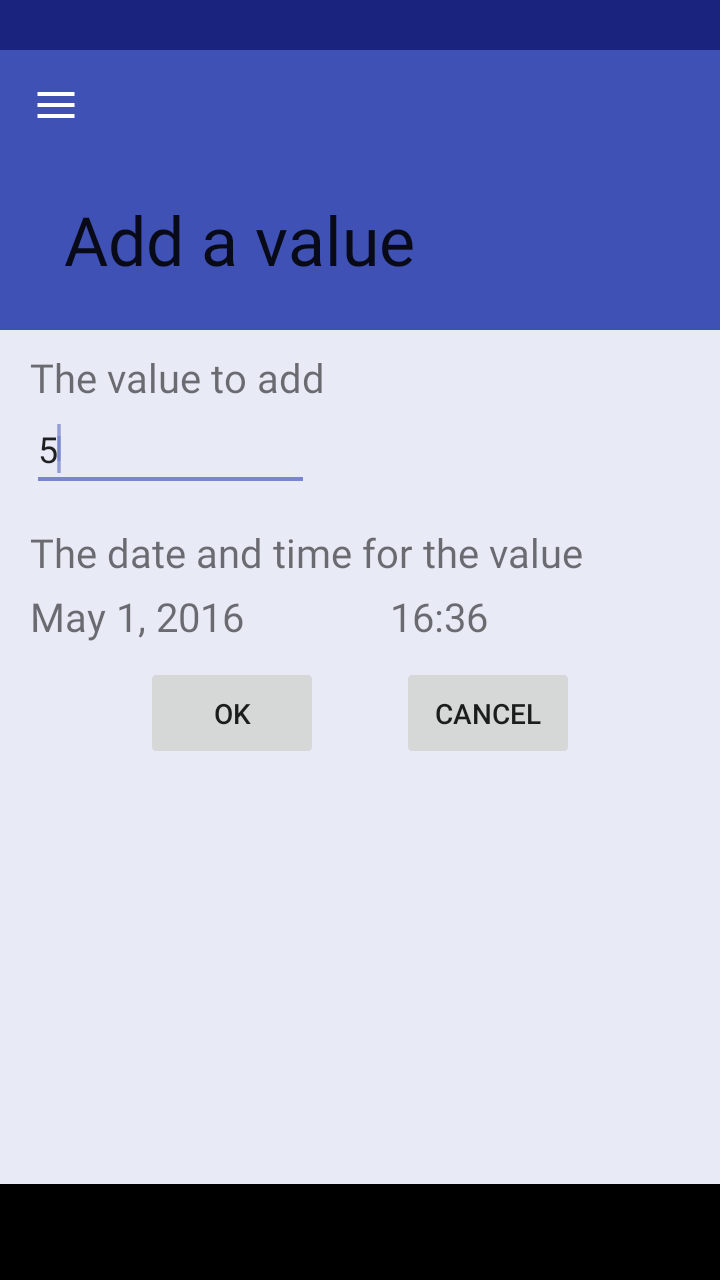 Add a value
The value to add
5
The date and time for the value
May 1, 2016 16:36
OK CANCEL